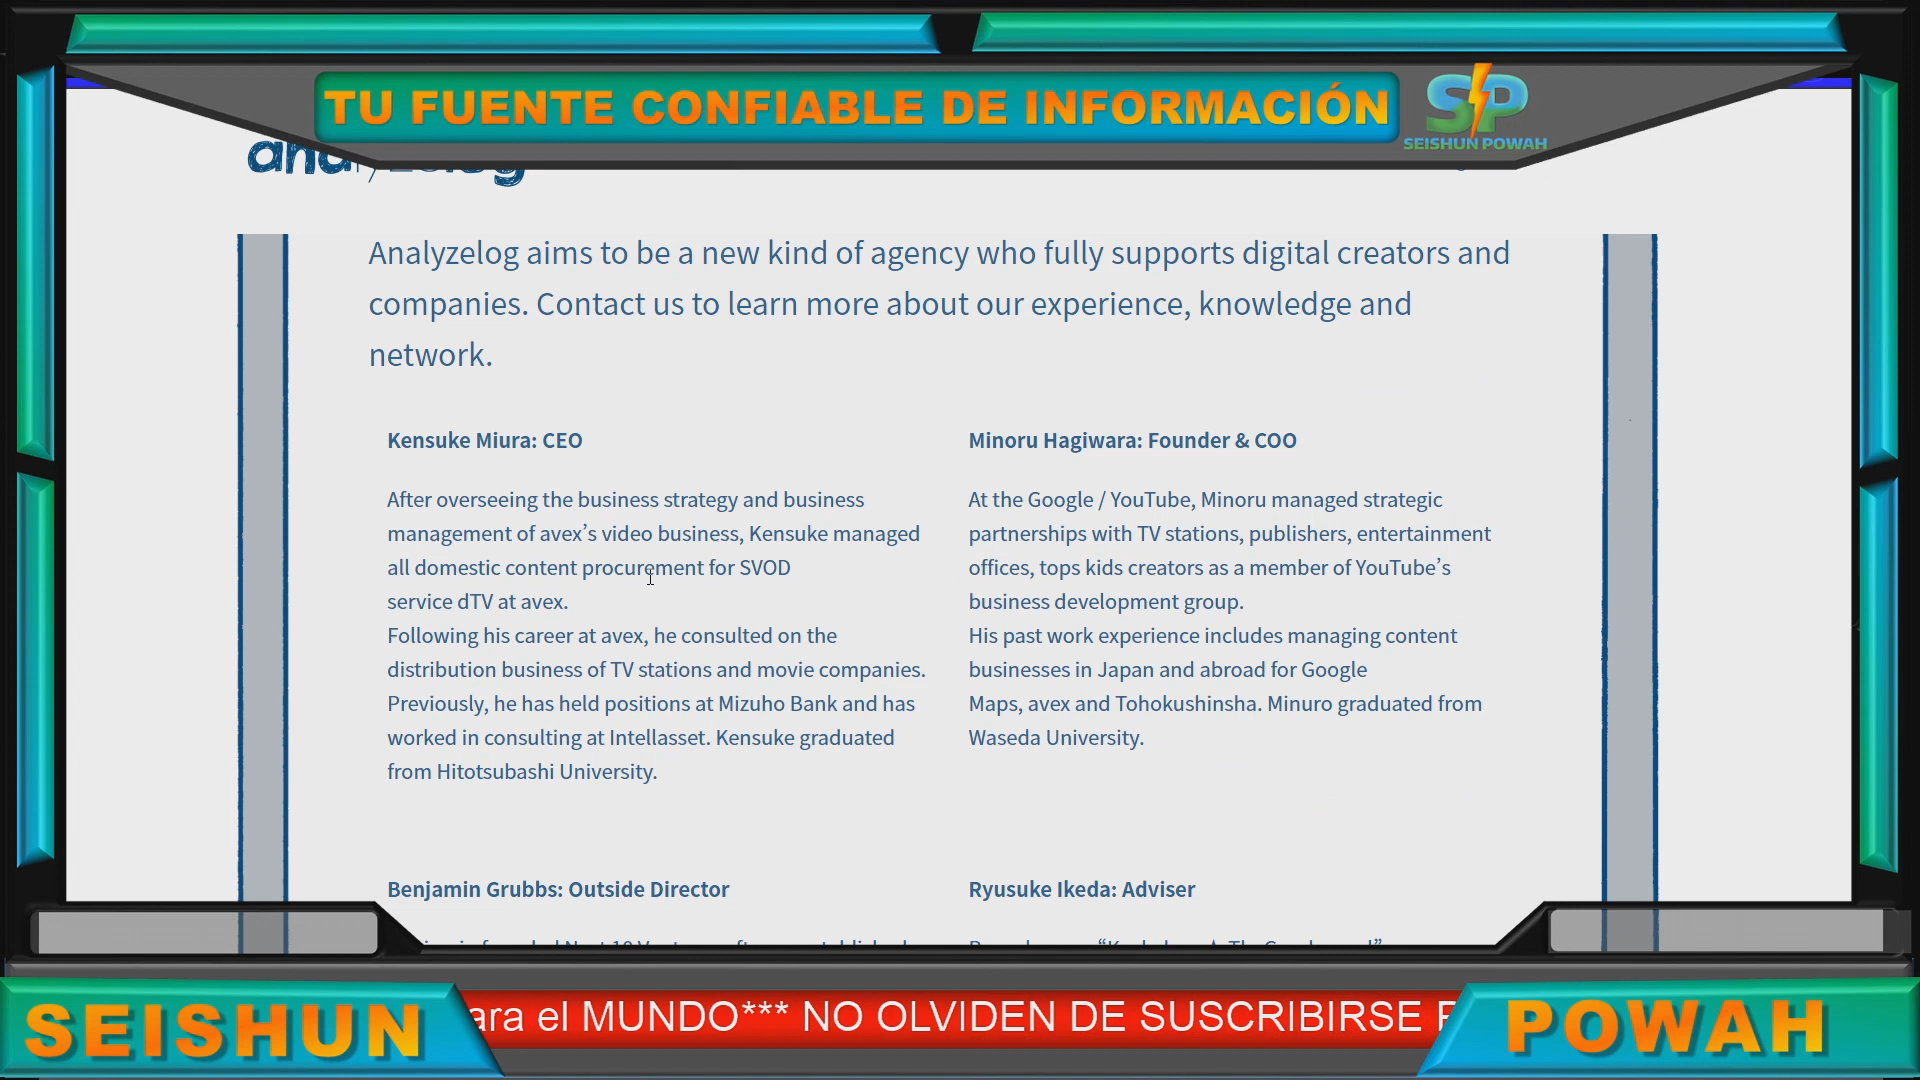 TU FUENTE CONFIABLE DE INFORMACIÓN
SP
SEISHUN POWAH
Analyzelog aims to be a new kind of agency who fully supports digital creators and
companies. Contact us to learn more about our experience, knowledge and
network.
Kensuke Miura: CEO
After overseeing the business strategy and business
management of avex’s video business, Kensuke managed
all domestic content procurement for SVOD
service dTV at avex.
Following his career at avex, he consulted on the
distribution business of TV stations and movie companies.
Previously, he has held positions at Mizuho Bank and has
worked in consulting at Intellasset. Kensuke graduated
from Hitotsubashi University.
Minoru Hagiwara: Founder & COO
At the Google / YouTube, Minoru managed strategic
partnerships with TV stations, publishers, entertainment
offices, tops kids creators as a member of YouTube’s
business development group.
His past work experience includes managing content
businesses in Japan and abroad for Google
Maps, avex and Tohokushinsha. Minuro graduated from
Waseda University.
Benjamin Grubbs: Outside Director
Ryusuke Ikeda: Adviser
SEISHUN
ara el MUNDO*** NO OLVIDEN DE SUSCRIBIRSE
POWAH